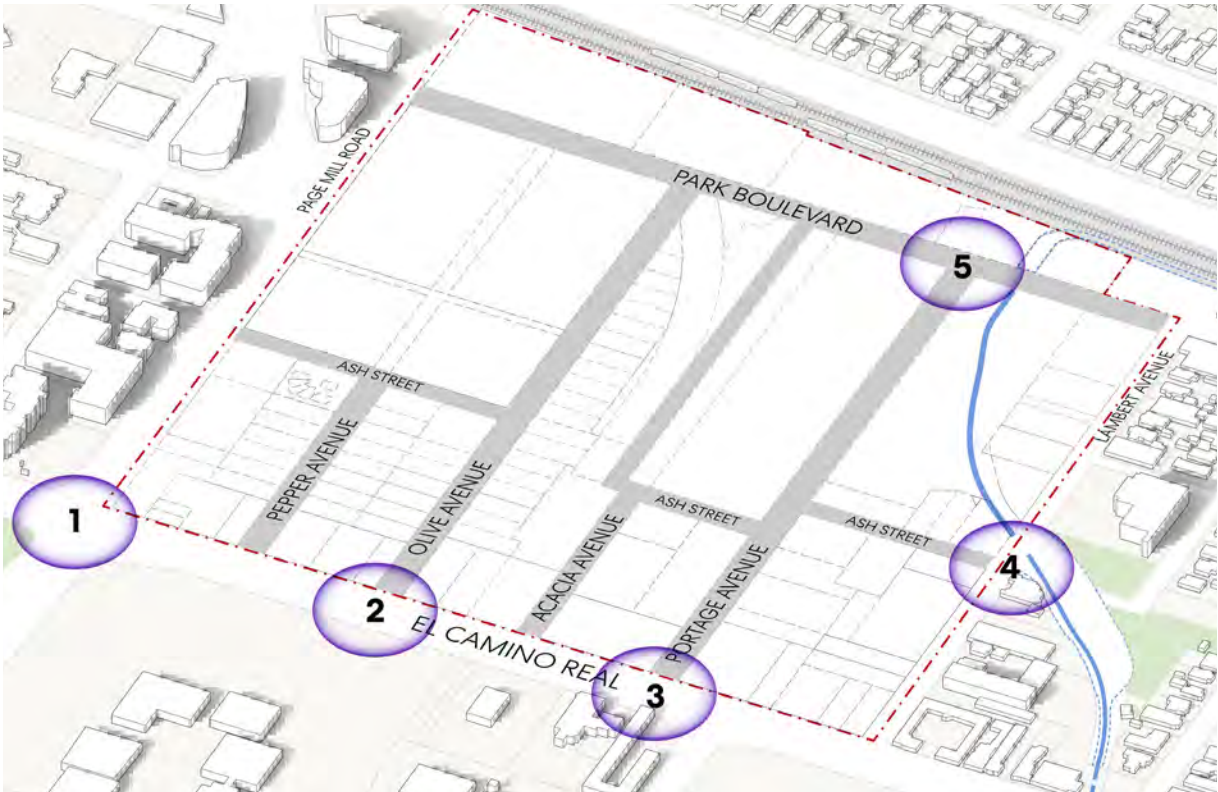 PAGE MILL ROAD
PARK BOULEVARD
5
ASH STREET
LAMBERT AVENUE
PEPPER AVENUE
OLIVE AVENUE
1
ASH STREET
ASH STREET
ACACIA AVENUE
PORTAGE AVENUE
4
2
EL CAMINO REAL
3